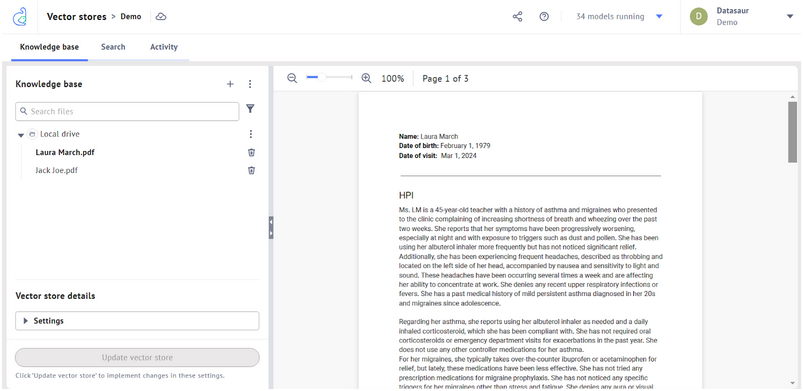 Vector stores > Demo
34 models running
D
Datasaur
Demo
Knowledge base
Search
Activity
Knowledge base
Search files
Local drive
Laura March.pdf
Jack Joe.pdf
Vector store details
Settings
Update vector store
Click 'Update vector store' to implement changes in these settings.
100%
Page 1 of 3
Name: Laura March
Date of birth: February 1, 1979
Date of visit: Mar 1, 2024
HPI
Ms. LM is a 45-year-old teacher with a history of asthma and migraines who presented
to the clinic complaining of increasing shortness of breath and wheezing over the past
two weeks. She reports that her symptoms have been progressively worsening,
especially at night and with exposure to triggers such as dust and pollen. She has been
using her albuterol inhaler more frequently but has not noticed significant relief.
Additionally, she has been experiencing frequent headaches, described as throbbing and
located on the left side of her head, accompanied by nausea and sensitivity to light and
sound. These headaches have been occurring several times a week and are affecting
her ability to concentrate at work. She denies any recent upper respiratory infections or
fevers. She has a past medical history of mild persistent asthma diagnosed in her 20s
and migraines since adolescence.
Regarding her asthma, she reports using her albuterol inhaler as needed and a daily
inhaled corticosteroid, which she has been compliant with. She has not required oral
corticosteroids or emergency department visits for exacerbations in the past year. She
does not use any other controller medications for her asthma.
For her migraines, she typically takes over-the-counter ibuprofen or acetaminophen for
relief, but lately, these medications have been less effective. She has not tried any
prescription medications for migraine prophylaxis. She has not noticed any specific
triggers for her migraines other than stress and fatigue. She denies any aura or visual